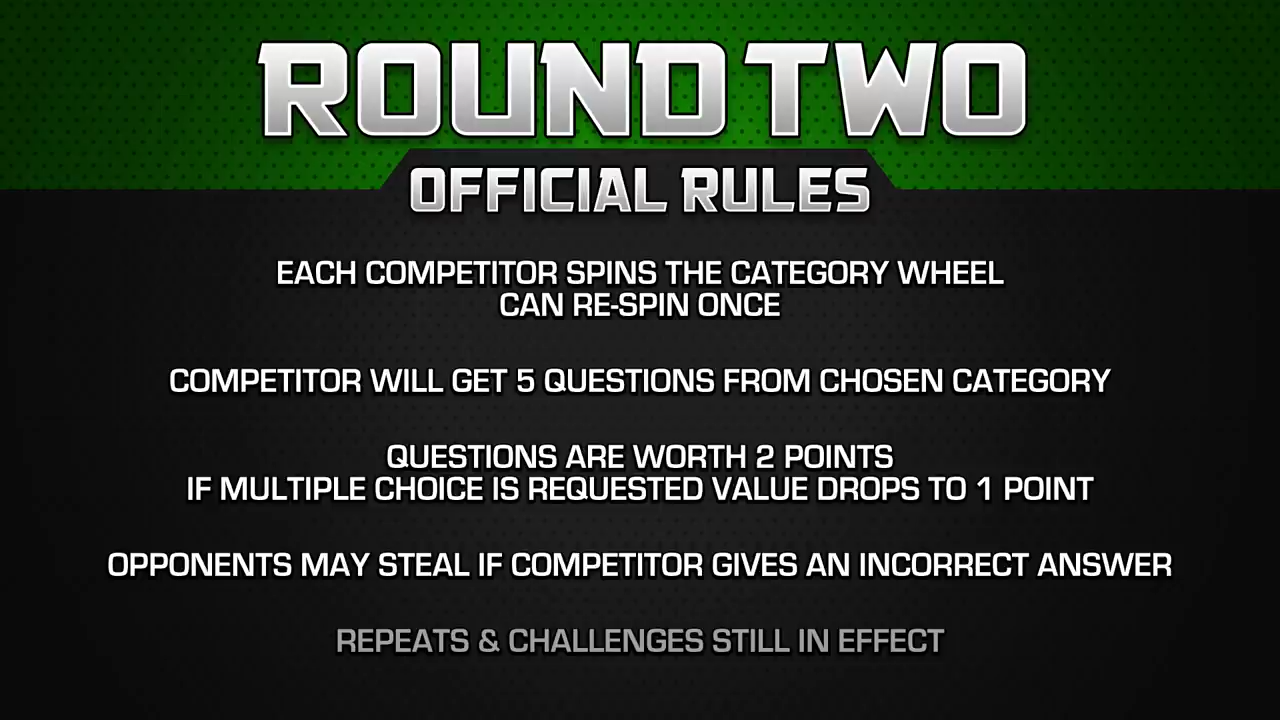 ROUND TWO
OFFICIAL RULES
EACH COMPETITOR SPINS THE CATEGORY WHEEL
CAN RE-SPIN ONCE
COMPETITOR WILL GET 5 QUESTIONS FROM CHOSEN CATEGORY
QUESTIONS ARE WORTH 2 POINTS
IF MULTIPLE CHOICE IS REQUESTED VALUE DROPS TO 1 POINT
OPPONENTS MAY STEAL IF COMPETITOR GIVES AN INCORRECT ANSWER
REPEATS & CHALLENGES STILL IN EFFECT